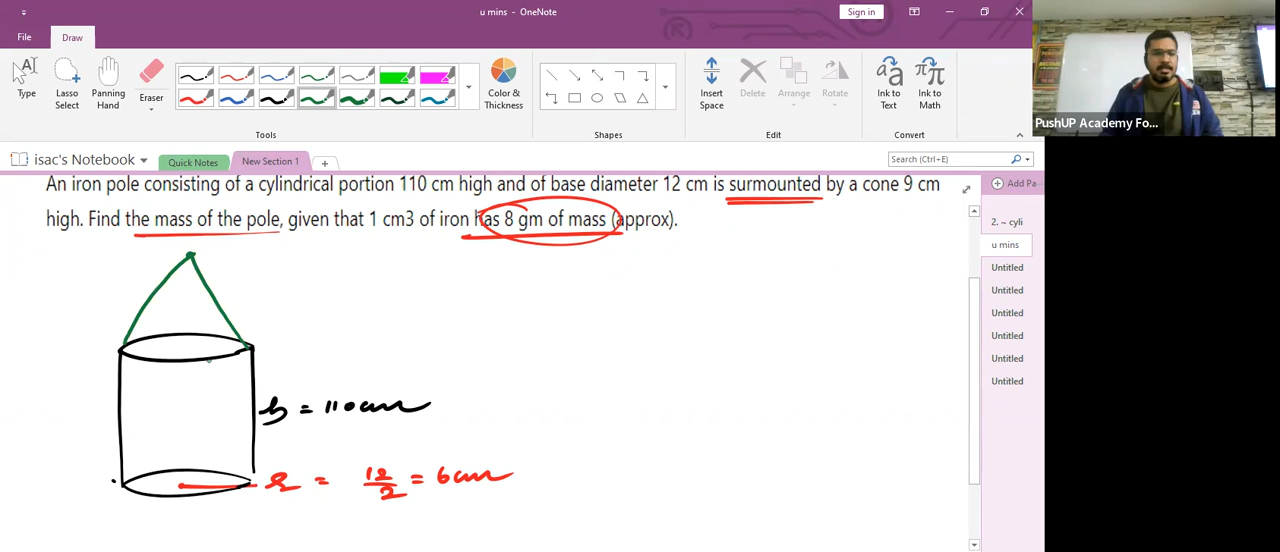 u mins - OneNote
Sign in
File
Draw
Type
Lasso Select
Panning Hand
Eraser
Color & Thickness
Insert Space
Delete
Arrange
Rotate
Ink to Text
Ink to Math
Tools
Shapes
Edit
Convert
PushUP Academy Fo...
isac's Notebook
Quick Notes
New Section 1
Search (Ctrl+E)
An iron pole consisting of a cylindrical portion 110 cm high and of base diameter 12 cm is surmounted by a cone 9 cm
high. Find the mass of the pole, given that 1 cm3 of iron has 8 gm of mass (approx).
h = 110cm
r = 12/2 = 6cm
Add Pa
2. ~ cyli
u mins
Untitled
Untitled
Untitled
Untitled
Untitled
Untitled